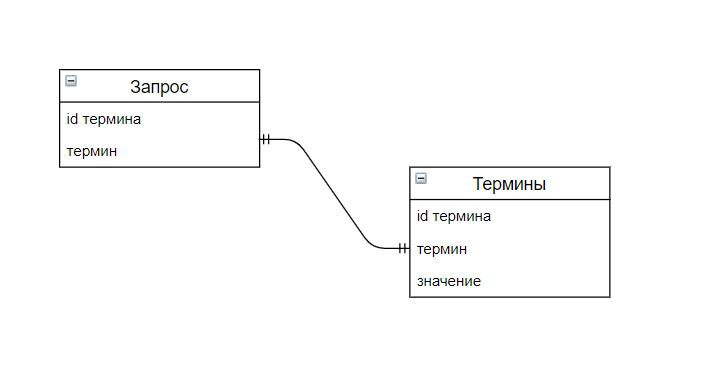 Запрос
id термина
термин
Термины
id термина
термин
значение